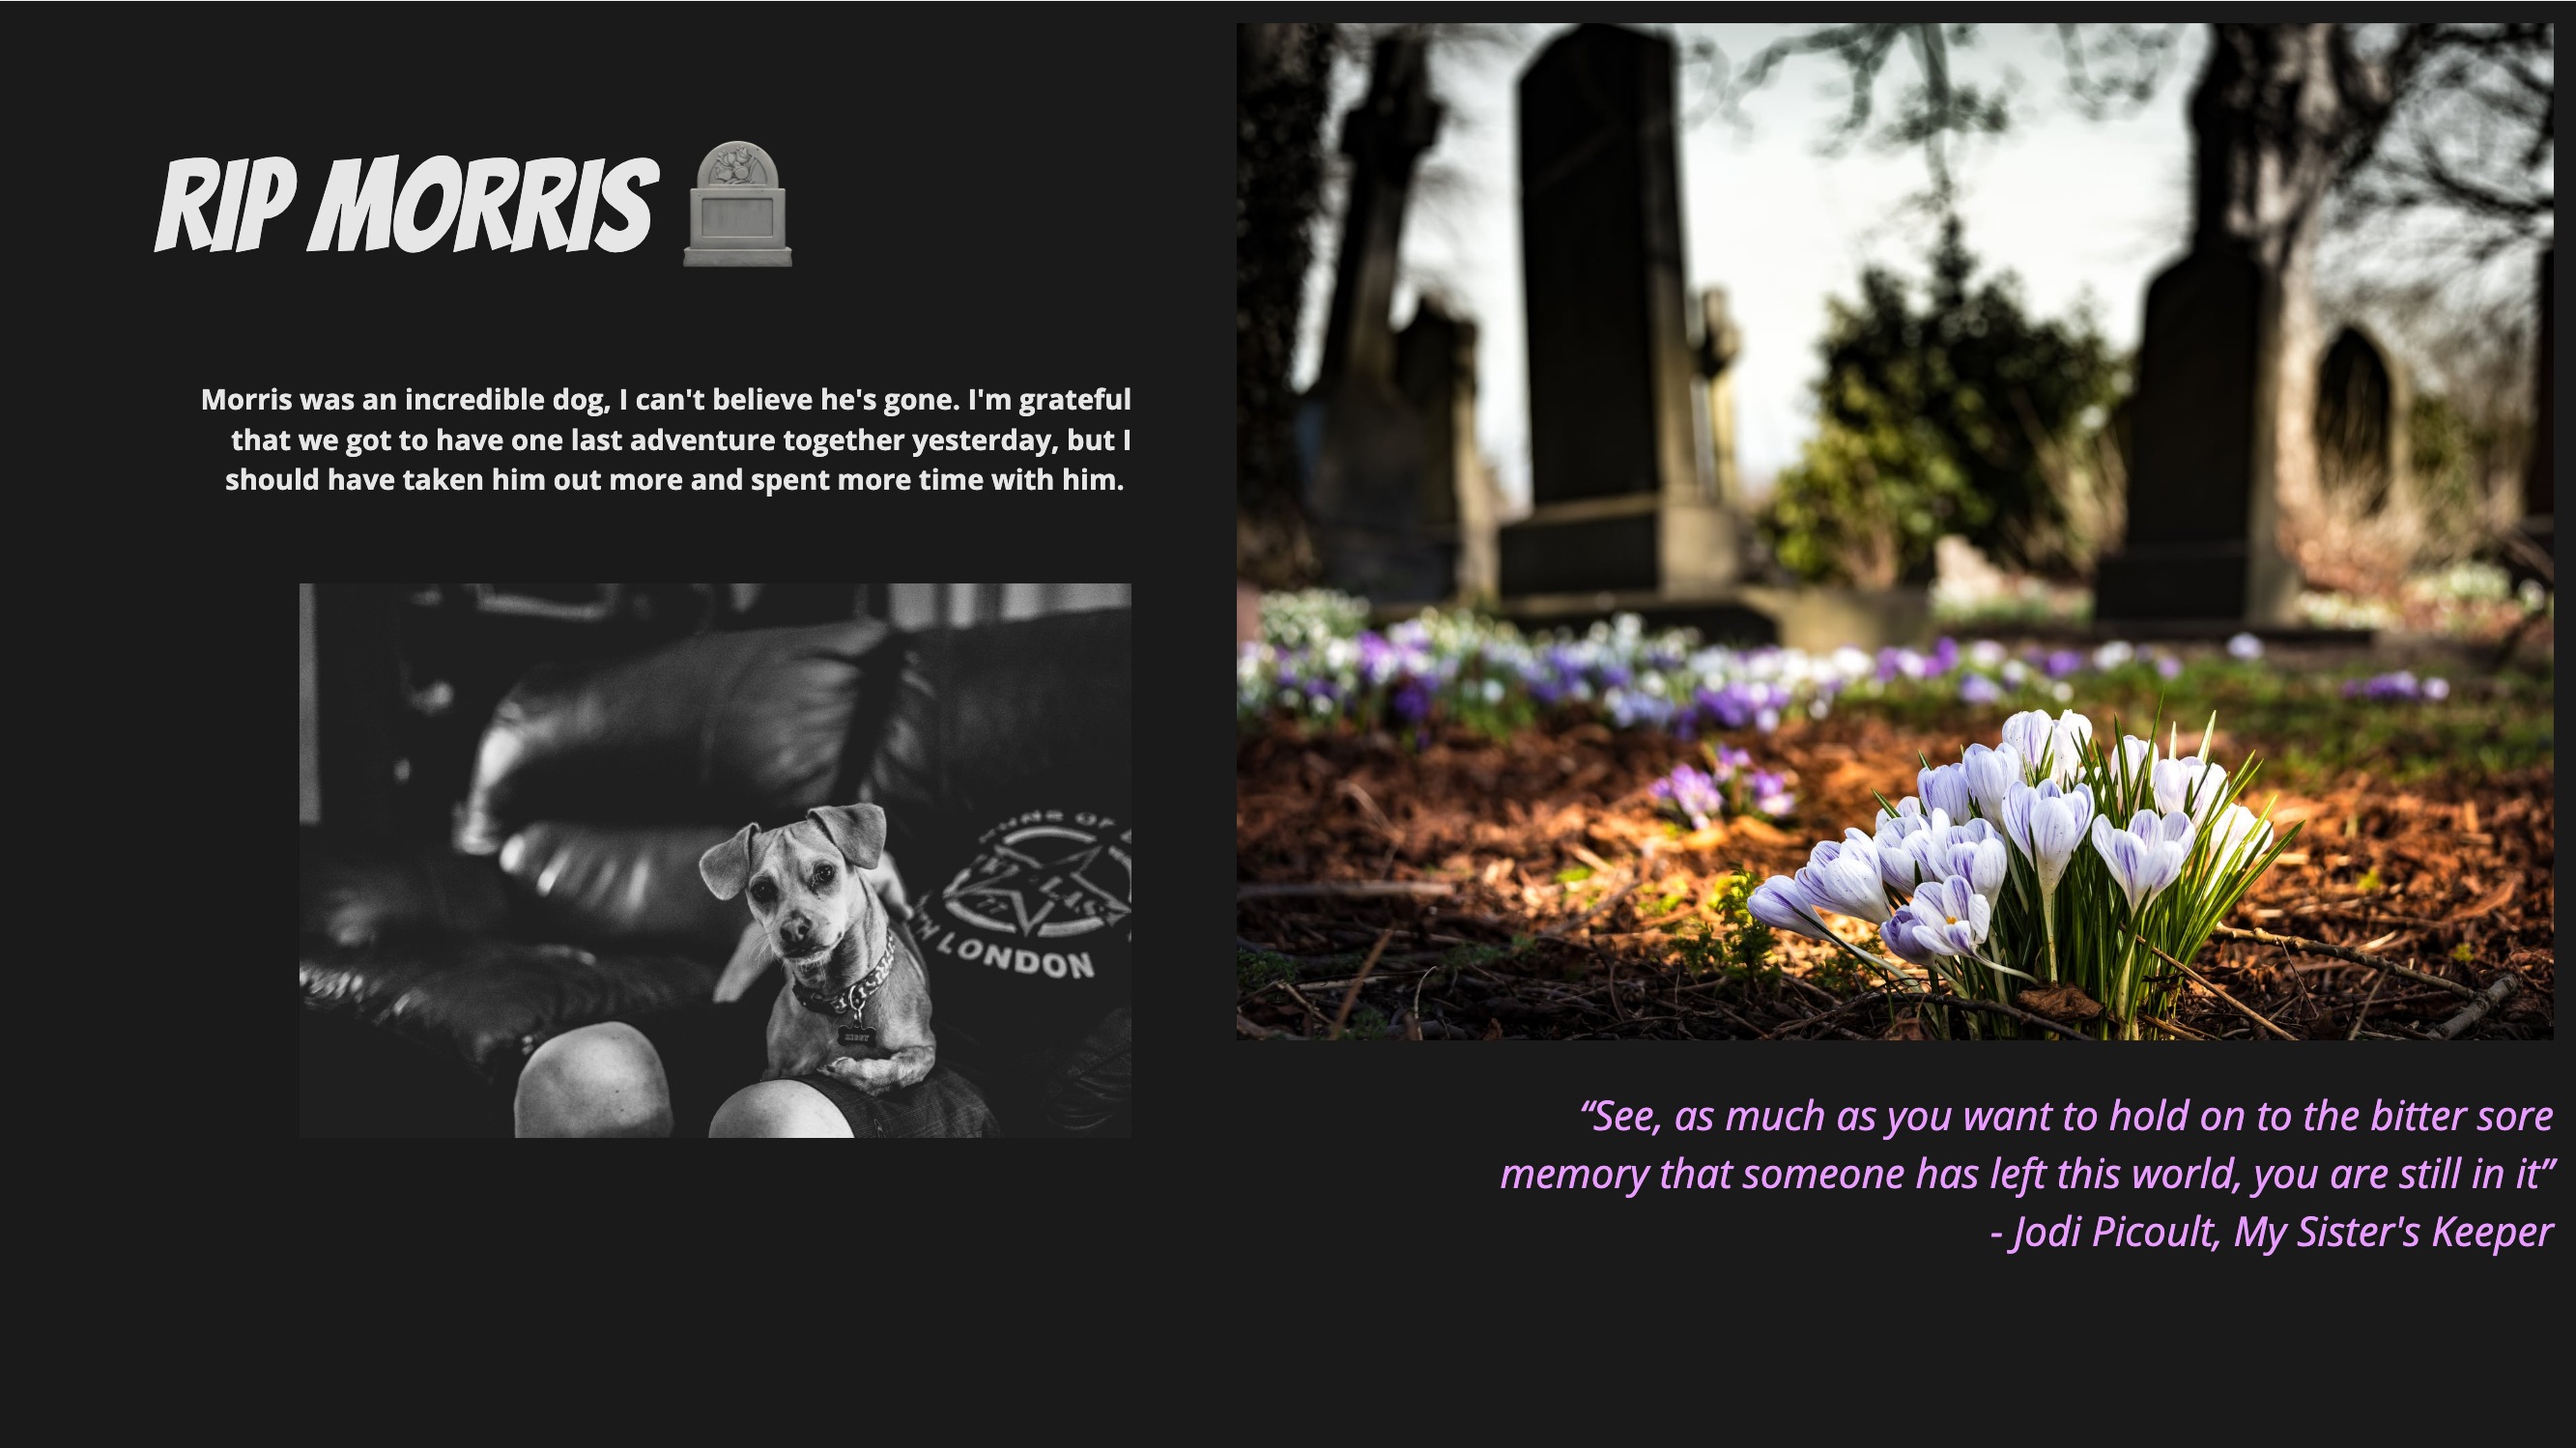 RIP MORRIS
Morris was an incredible dog, I can't believe he's gone. I'm grateful
that we got to have one last adventure together yesterday, but I
should have taken him out more and spent more time with him.
LONDON
“See, as much as you want to hold on to the bitter sore
memory that someone has left this world, you are still in it”
- Jodi Picoult, My Sister's Keeper